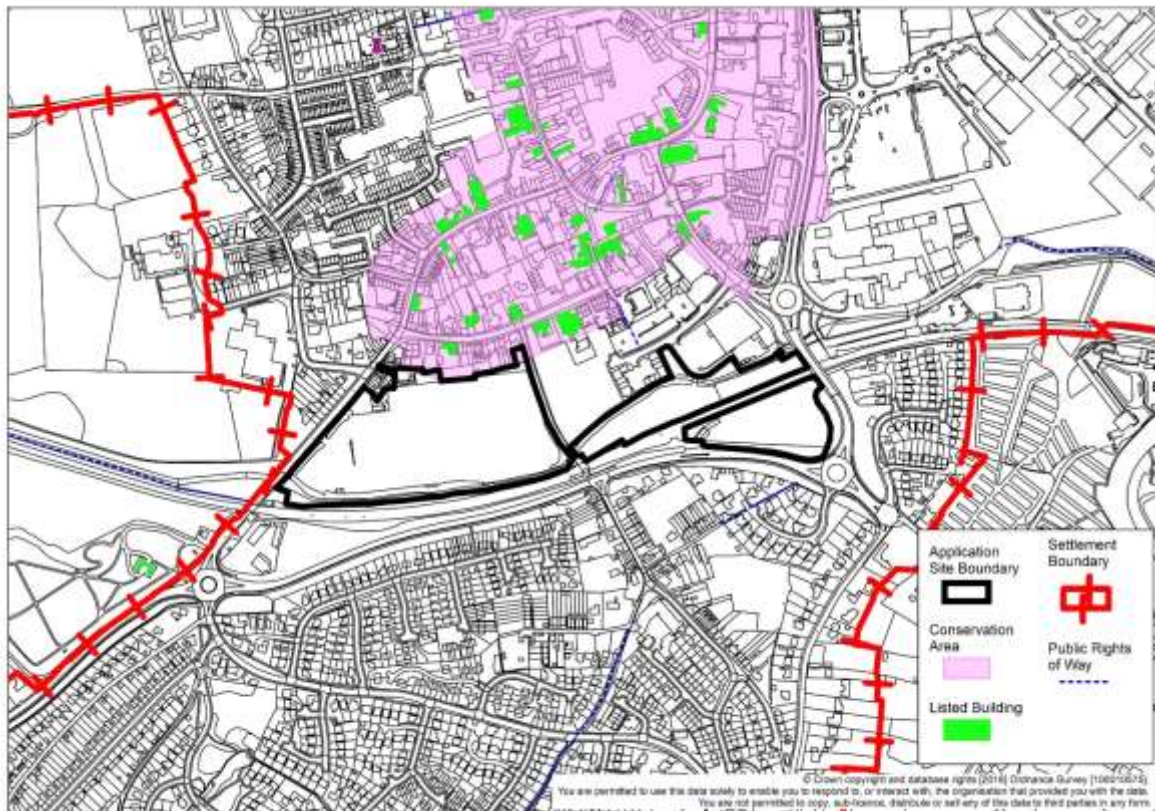 Application
Site Boundary
Settlement
Boundary
Conservation
Area
Public Rights
of Way
Listed Building
© Crown copyright and database rights [2016] Ordnance Survey
You are permitted to use this data solely to enable you to respond to, or interact with, the organisation that provided you with the data.
You are not permitted to copy, sub-licence, distribute or sell any of this data to third parties in any form.